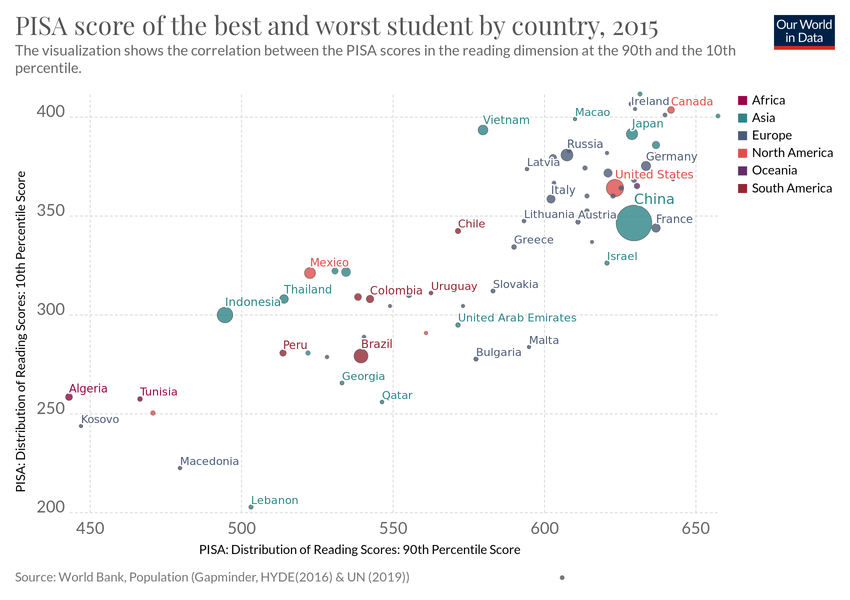 PISA score of the best and worst student by country, 2015
The visualization shows the correlation between the PISA scores in the reading dimension at the 90th and the 10th
percentile.
Our World
in Data
Africa
Asia
Europe
North America
Oceania
South America
PISA: Distribution of Reading Scores: 10th Percentile Score
400
350
300
250
200
Ireland
Canada
Macao
Vietnam
Japan
Russia
Germany
Latvia
United States
Italy
China
Lithuania
Austria
France
Chile
Greece
Israel
Mexico
Slovakia
Uruguay
Thailand
Colombia
Indonesia
United Arab Emirates
Malta
Peru
Brazil
Bulgaria
Georgia
Algeria
Tunisia
Qatar
Kosovo
Macedonia
Lebanon
450
500
550
600
650
PISA: Distribution of Reading Scores: 90th Percentile Score
Source: World Bank, Population (Gapminder, HYDE(2016) & UN (2019))